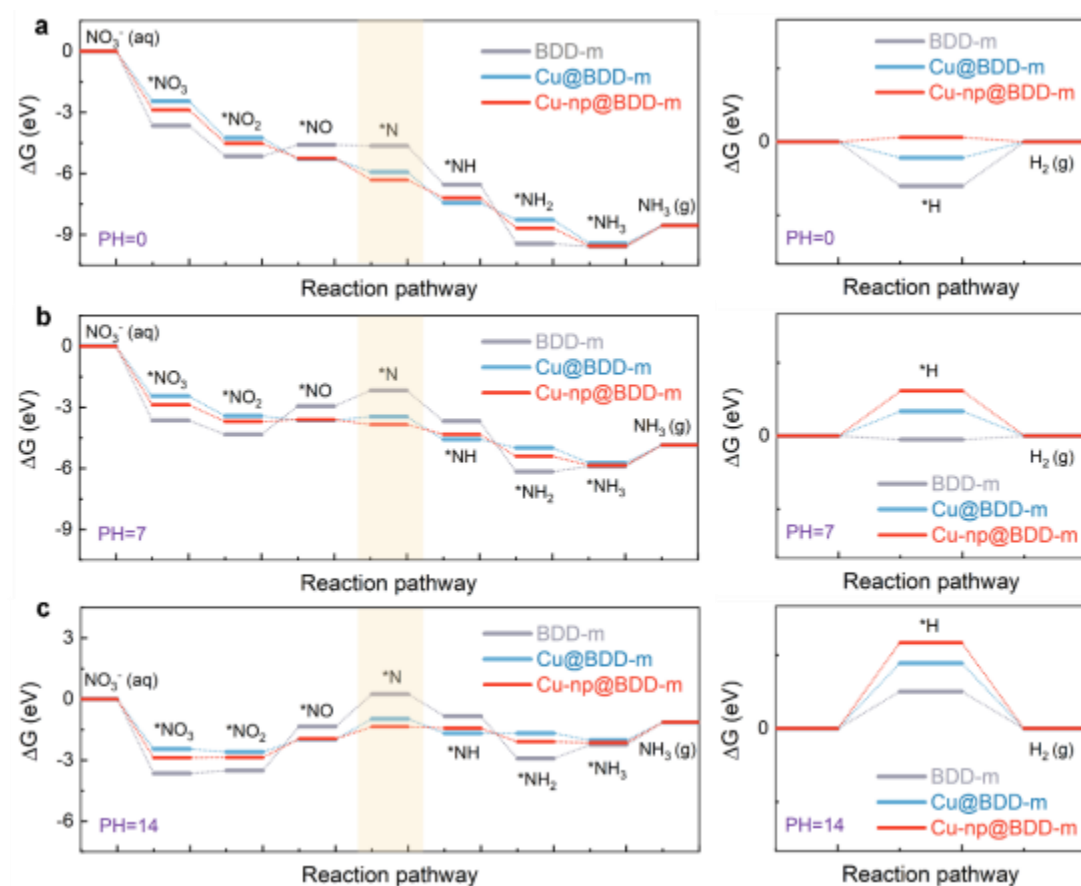 a
NO₃⁻ (aq)
*NO₃
*NO₂
*NO
*N
*NH
*NH₂
*NH₃
NH₃ (g)
BDD-m
Cu@BDD-m
Cu-np@BDD-m
0
-3
-6
-9
ΔG (eV)
PH=0
Reaction pathway
BDD-m
Cu@BDD-m
Cu-np@BDD-m
0
ΔG (eV)
*H
H₂ (g)
PH=0
Reaction pathway
b
NO₃⁻ (aq)
*NO₃
*NO₂
*NO
*N
*NH
*NH₂
*NH₃
NH₃ (g)
BDD-m
Cu@BDD-m
Cu-np@BDD-m
0
-3
-6
-9
ΔG (eV)
PH=7
Reaction pathway
*H
0
ΔG (eV)
H₂ (g)
BDD-m
Cu@BDD-m
Cu-np@BDD-m
PH=7
Reaction pathway
c
NO₃⁻ (aq)
*NO₃
*NO₂
*NO
*N
*NH
*NH₂
*NH₃
NH₃ (g)
BDD-m
Cu@BDD-m
Cu-np@BDD-m
3
0
-3
-6
ΔG (eV)
PH=14
Reaction pathway
*H
0
ΔG (eV)
H₂ (g)
BDD-m
Cu@BDD-m
Cu-np@BDD-m
PH=14
Reaction pathway